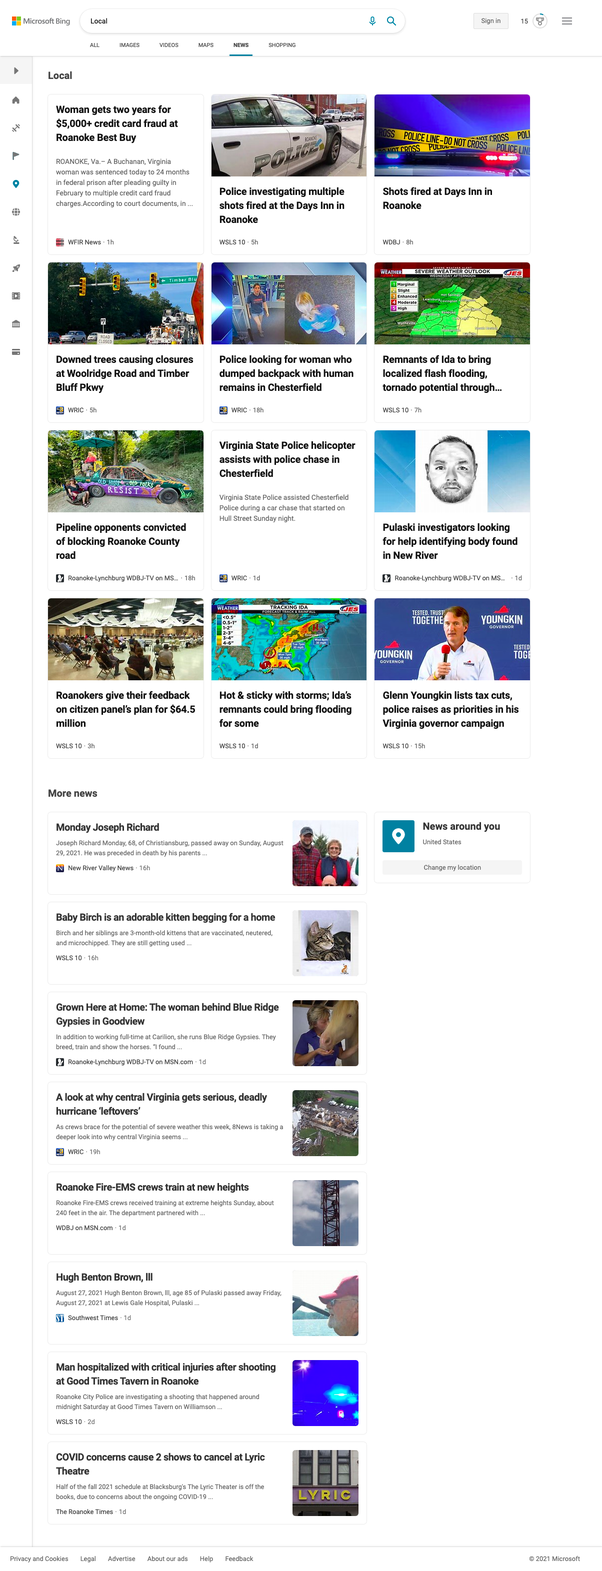 Microsoft Bing
Local
Sign in
15
ALL
IMAGES
VIDEOS
MAPS
NEWS
SHOPPING
Local
Woman gets two years for
$5,000+ credit card fraud at
Roanoke Best Buy
ROANOKE, Va.– A Buchanan, Virginia
woman was sentenced today to 24 months
in federal prison after pleading guilty in
February to multiple credit card fraud
charges.According to court documents, in ...
WFIR News · 1h
POLICE
Police investigating multiple
shots fired at the Days Inn in
Roanoke
WSLS 10 · 5h
POLICE LINE-DO NOT CROSS
Shots fired at Days Inn in
Roanoke
WDBJ · 8h
ROAD CLOSED
Downed trees causing closures
at Woolridge Road and Timber
Bluff Pkwy
WRIC · 5h
Police looking for woman who
dumped backpack with human
remains in Chesterfield
WRIC · 18h
WEATHER
SEVERE WEATHER OUTLOOK
Marginal
Slight
Enhanced
Moderate
High
Remnants of Ida to bring
localized flash flooding,
tornado potential through...
WSLS 10 · 7h
RESIST
Pipeline opponents convicted
of blocking Roanoke County
road
Roanoke-Lynchburg WDBJ-TV on MS... · 18h
Virginia State Police helicopter
assists with police chase in
Chesterfield
Virginia State Police assisted Chesterfield
Police during a car chase that started on
Hull Street Sunday night.
WRIC · 1d
Pulaski investigators looking
for help identifying body found
in New River
Roanoke-Lynchburg WDBJ-TV on MS... · 1d
Roanokers give their feedback
on citizen panel's plan for $64.5
million
WSLS 10 · 3h
WEATHER
TRACKING IDA
Hot & sticky with storms; Ida's
remnants could bring flooding
for some
WSLS 10 · 1d
TESTED. TRUST
TOGETHE
YOUNGKIN
GOVERNOR
YOUNGKIN
GOVERNOR
Glenn Youngkin lists tax cuts,
police raises as priorities in his
Virginia governor campaign
WSLS 10 · 15h
More news
Monday Joseph Richard
Joseph Richard Monday, 68, of Christiansburg, passed away on Sunday, August
29, 2021. He was preceded in death by his parents ...
New River Valley News · 16h
News around you
United States
Change my location
Baby Birch is an adorable kitten begging for a home
Birch and her siblings are 3-month-old kittens that are vaccinated, neutered,
and microchipped. They are still getting used ...
WSLS 10 · 16h
Grown Here at Home: The woman behind Blue Ridge
Gypsies in Goodview
In addition to working full-time at Carilion, she runs Blue Ridge Gypsies. They
breed, train and show the horses. "I found ...
Roanoke-Lynchburg WDBJ-TV on MSN.com · 1d
A look at why central Virginia gets serious, deadly
hurricane 'leftovers'
As crews brace for the potential of severe weather this week, 8News is taking a
deeper look into why central Virginia seems ...
WRIC · 19h
Roanoke Fire-EMS crews train at new heights
Roanoke Fire-EMS crews received training at extreme heights Sunday, about
240 feet in the air. The department partnered with ...
WDBJ on MSN.com · 1d
Hugh Benton Brown, lll
August 27, 2021 Hugh Benton Brown, lll, age 85 of Pulaski passed away Friday,
August 27, 2021 at Lewis Gale Hospital, Pulaski ...
Southwest Times · 1d
Man hospitalized with critical injuries after shooting
at Good Times Tavern in Roanoke
Roanoke City Police are investigating a shooting that happened around
midnight Saturday at Good Times Tavern on Williamson ...
WSLS 10 · 2d
COVID concerns cause 2 shows to cancel at Lyric
Theatre
Half of the fall 2021 schedule at Blacksburg's The Lyric Theater is off the
books, due to concerns about the ongoing COVID-19 ...
The Roanoke Times · 1d
LYRIC
Privacy and Cookies
Legal
Advertise
About our ads
Help
Feedback
© 2021 Microsoft